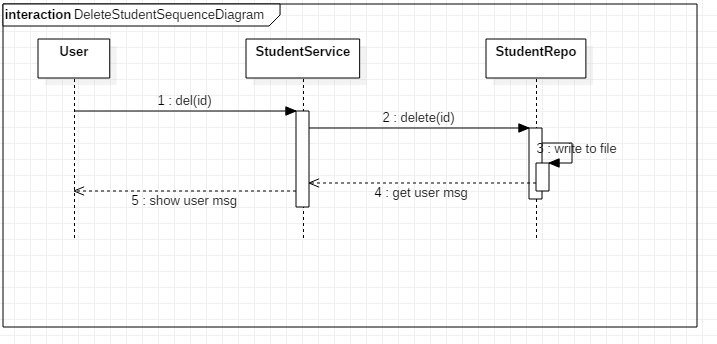 interaction DeleteStudentSequenceDiagram
User
StudentService
StudentRepo
1 : del(id)
2 : delete(id)
3 : write to file
4 : get user msg
5 : show user msg